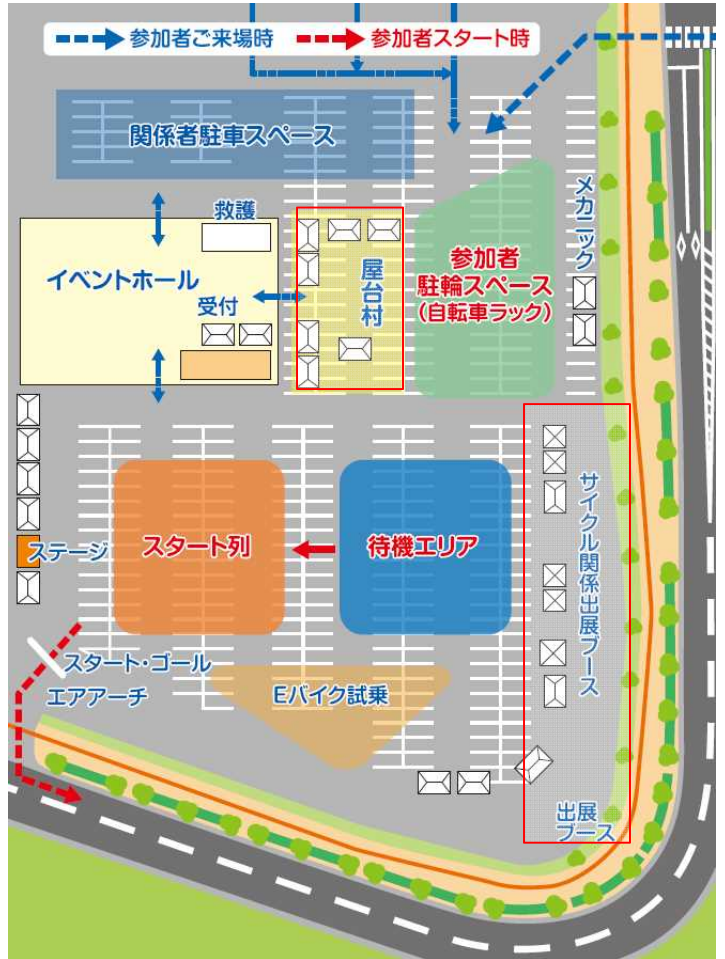 参加者ご来場時
参加者スタート時
関係者駐車スペース
救護
イベントホール
受付
屋台村
参加者
駐輪スペース
（自転車ラック）
メカニック
スタート列
待機エリア
サイクル関係出展ブース
ステージ
スタート・ゴール
エアアーチ
Eバイク試乗
出展
ブース